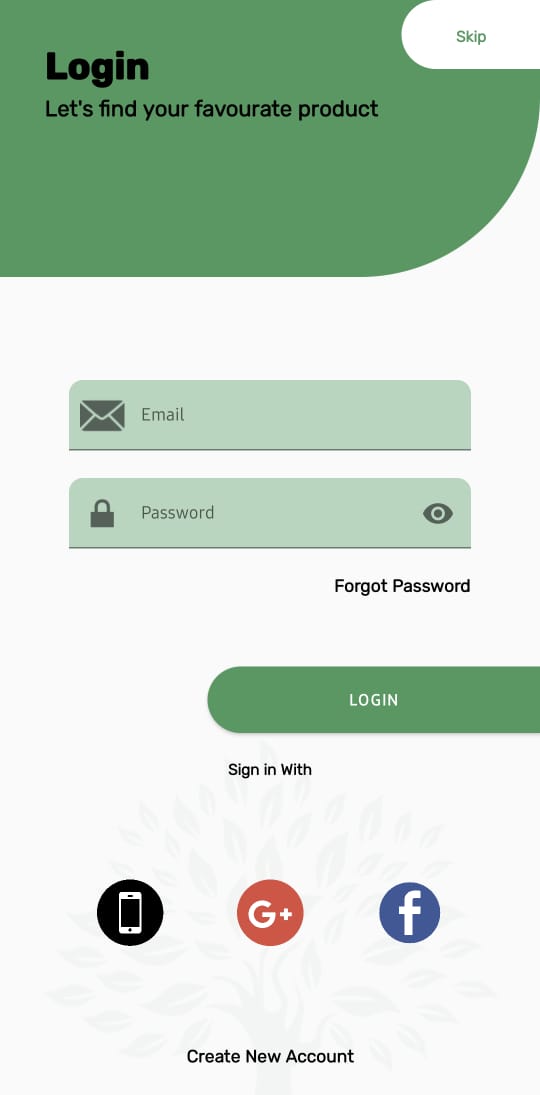 Skip
Login
Let's find your favourate product
Email
Password
Forgot Password
LOGIN
Sign in With
G+
f
Create New Account